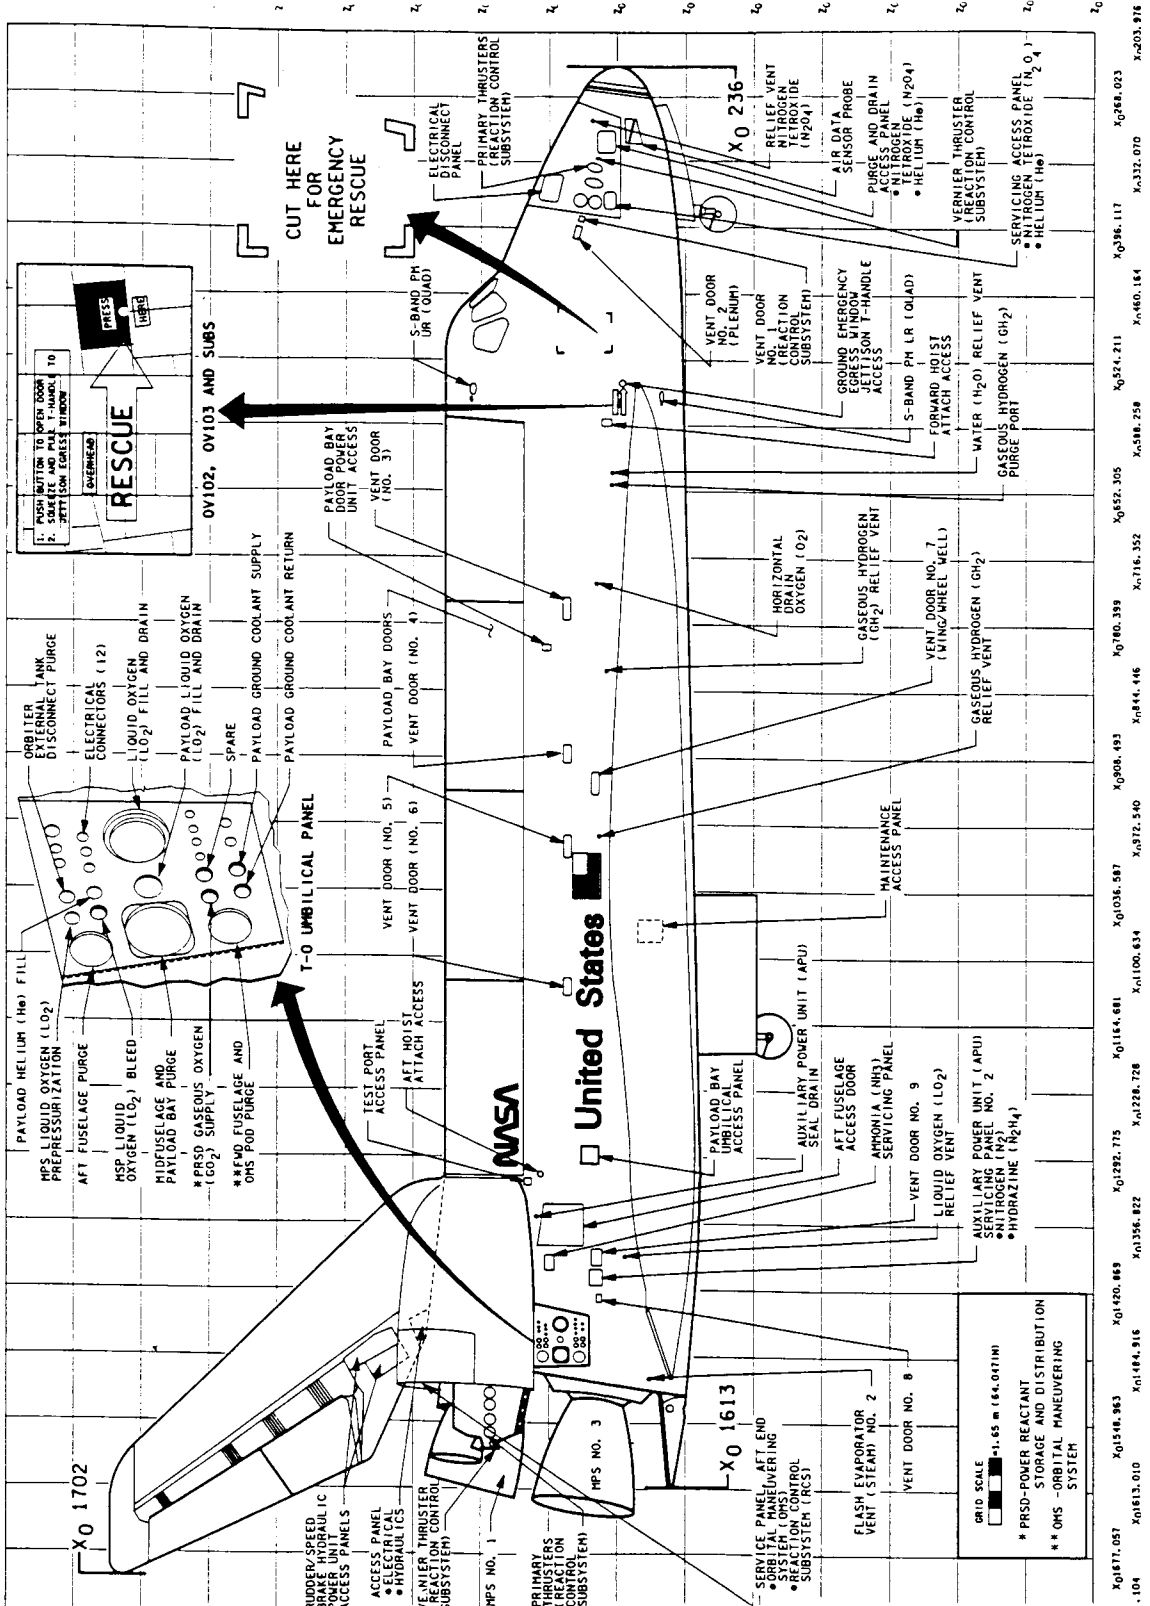 X₀ 1702
RUDDER/SPEED
BRAKE HYDRAULIC
POWER UNIT
ACCESS PANELS
ACCESS PANEL
• ELECTRICAL
• HYDRAULICS
VERNIER THRUSTER
REACTION CONTROL
SUBSYSTEM)
MPS NO. 1
PRIMARY
THRUSTERS
(REACTION
CONTROL
SUBSYSTEM)
MPS NO. 3
X₀ 1613
PAYLOAD HELIUM (He) FILL
MPS LIQUID OXYGEN (LO₂)
PREPRESSURIZATION
AFT FUSELAGE PURGE
MSP LIQUID
OXYGEN (LO₂) BLEED
MIDFUSELAGE AND
PAYLOAD BAY PURGE
*PRSD GASEOUS OXYGEN
(GO₂) SUPPLY
**FWD FUSELAGE AND
OMS POD PURGE
ORBITER
EXTERNAL TANK
DISCONNECT PURGE
ELECTRICAL
CONNECTORS (12)
LIQUID OXYGEN
(LO₂) FILL AND DRAIN
PAYLOAD LIQUID OXYGEN
(LO₂) FILL AND DRAIN
SPARE
PAYLOAD GROUND COOLANT SUPPLY
PAYLOAD GROUND COOLANT RETURN
T-O UMBILICAL PANEL
1. PUSH BUTTON TO OPEN DOOR
2. SQUEEZE AND PULL T-HANDLE TO
JETTISON EGRESS WINDOW
OVERHEAD
RESCUE
PRESS
HERE
OV102, OV103 AND SUBS
CUT HERE
FOR
EMERGENCY
RESCUE
TEST PORT
ACCESS PANEL
AFT HOIST
ATTACH ACCESS
VENT DOOR (NO. 5)
VENT DOOR (NO. 6)
PAYLOAD BAY DOORS
VENT DOOR (NO. 4)
PAYLOAD BAY
DOOR POWER
UNIT ACCESS
VENT DOOR
(NO. 3)
S-BAND PM
UR (QUAD)
ELECTRICAL
DISCONNECT
PANEL
PRIMARY THRUSTERS
(REACTION CONTROL
SUBSYSTEM)
NASA
United States
X₀ 236
SERVICE PANEL AFT END
• ORBITAL MANEUVERING
SYSTEM (OMS)
• REACTION CONTROL
SUBSYSTEM (RCS)
FLASH EVAPORATOR
VENT (STEAM) NO. 2
VENT DOOR NO. 8
PAYLOAD BAY
UMBILICAL
ACCESS PANEL
AUXILIARY POWER UNIT (APU)
SEAL DRAIN
AFT FUSELAGE
ACCESS DOOR
AMMONIA (NH3)
SERVICING PANEL
VENT DOOR NO. 9
LIQUID OXYGEN (LO₂)
RELIEF VENT
AUXILIARY POWER UNIT (APU)
SERVICING PANEL NO. 2
• NITROGEN (N₂)
• HYDRAZINE (N₂H₄)
MAINTENANCE
ACCESS PANEL
HORIZONTAL
DRAIN
OXYGEN (O₂)
GASEOUS HYDROGEN
(GH₂) RELIEF VENT
VENT DOOR NO. 7
(WING/WHEEL WELL)
GASEOUS HYDROGEN (GH₂)
RELIEF VENT
VENT DOOR
NO. 2
(PLENUM)
VENT DOOR
NO. 1
(REACTION
CONTROL
SUBSYSTEM)
GROUND EMERGENCY
EGRESS WINDOW
JETTISON T-HANDLE
ACCESS
S-BAND PM LR (QUAD)
FORWARD HOIST
ATTACH ACCESS
WATER (H₂O) RELIEF VENT
GASEOUS HYDROGEN (GH₂)
PURGE PORT
RELIEF VENT
NITROGEN
TETROXIDE
(N₂O₄)
AIR DATA
SENSOR PROBE
PURGE AND DRAIN
ACCESS PANEL
• NITROGEN
TETROXIDE (N₂O₄)
• HELIUM (He)
VERNIER THRUSTER
(REACTION CONTROL
SUBSYSTEM)
SERVICING ACCESS PANEL
• NITROGEN TETROXIDE (N₂O₄)
• HELIUM (He)
GRID SCALE
=1.65 m (64.047IN)
* PRSD-POWER REACTANT
STORAGE AND DISTRIBUTION
** OMS -ORBITAL MANEUVERING
SYSTEM
.104
X₀1677.057
X₀1613.010
X₀1548.963
X₀1484.916
X₀1420.869
X₀1356.822
X₀1292.775
X₀1228.728
X₀1164.681
X₀1100.634
X₀1036.587
X₀972.540
X₀908.493
X₀844.446
X₀780.399
X₀716.352
X₀652.305
X₀588.258
X₀524.211
X₀460.164
X₀396.117
X₀332.070
X₀268.023
X₀203.976